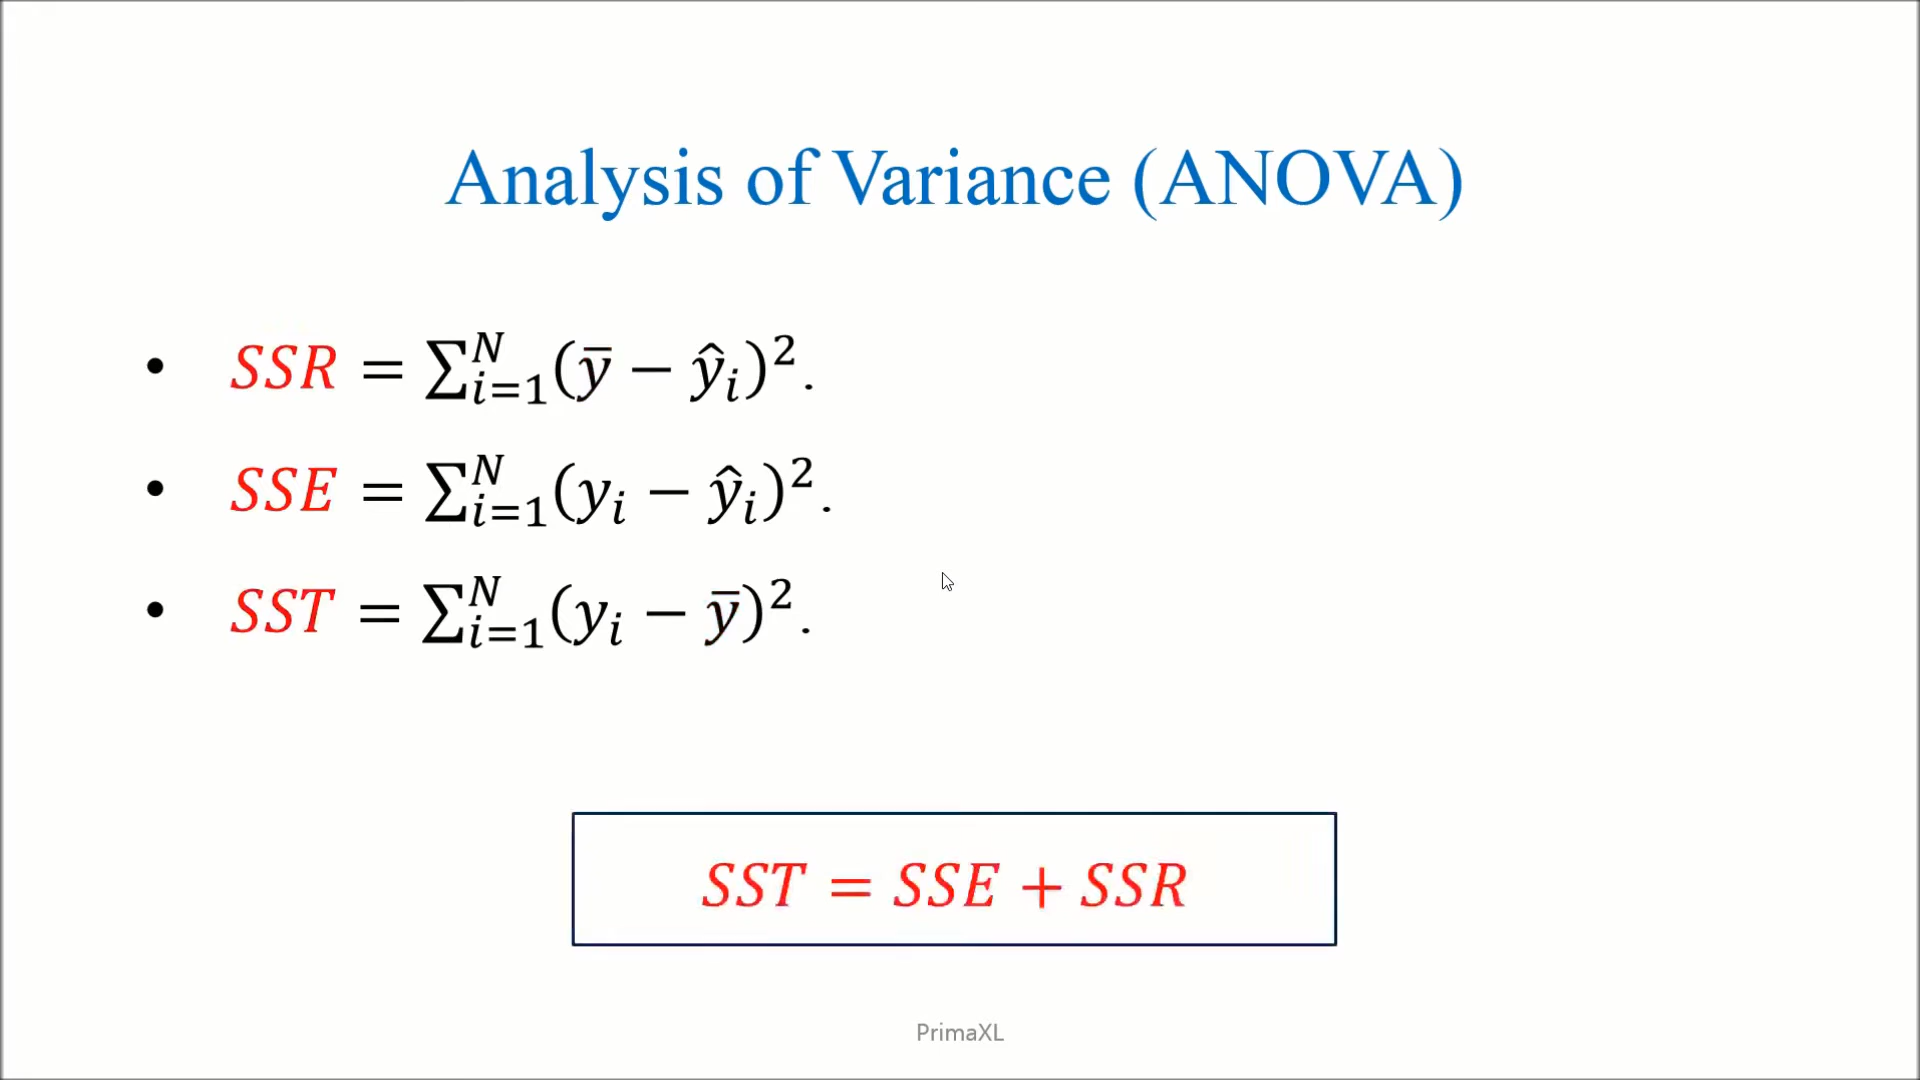 Analysis of Variance (ANOVA)
• SSR = ∑ᵢ₌₁ᴺ(ȳ − ŷᵢ)².
• SSE = ∑ᵢ₌₁ᴺ(yᵢ − ŷᵢ)².
• SST = ∑ᵢ₌₁ᴺ(yᵢ − ȳ)².
SST = SSE + SSR
PrimaXL